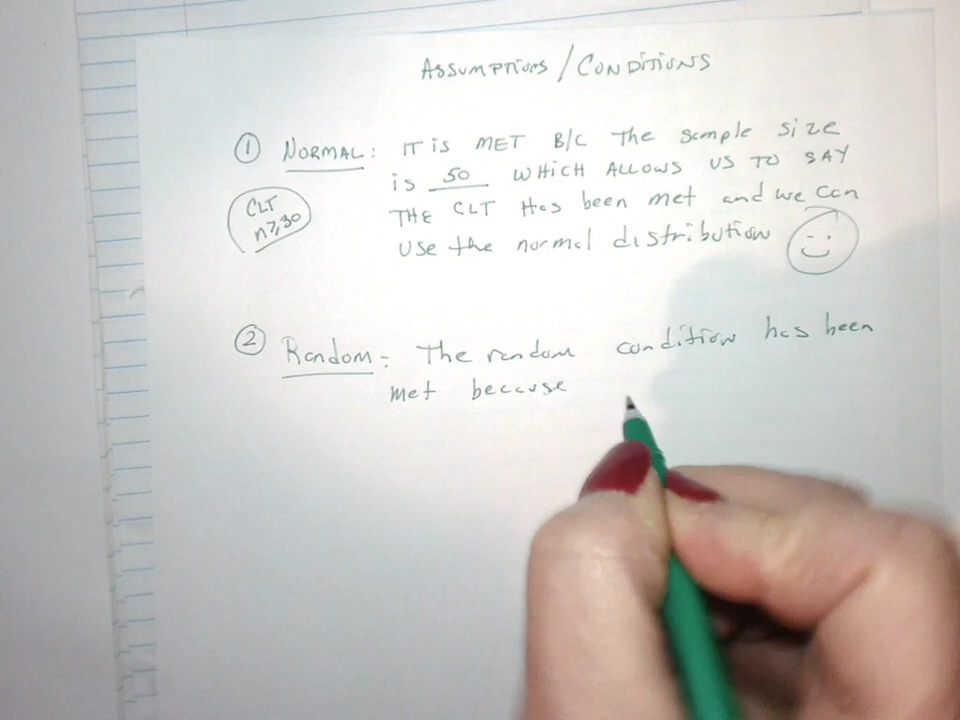 ASSUMPTIONS / CONDITIONS
① NORMAL: IT is MET B/C The sample size
is 50 WHICH ALLOWS US TO SAY
THE CLT Has been met and we can
use the normal distribution
CLT
n≥30
② Random: The random condition has been
met because